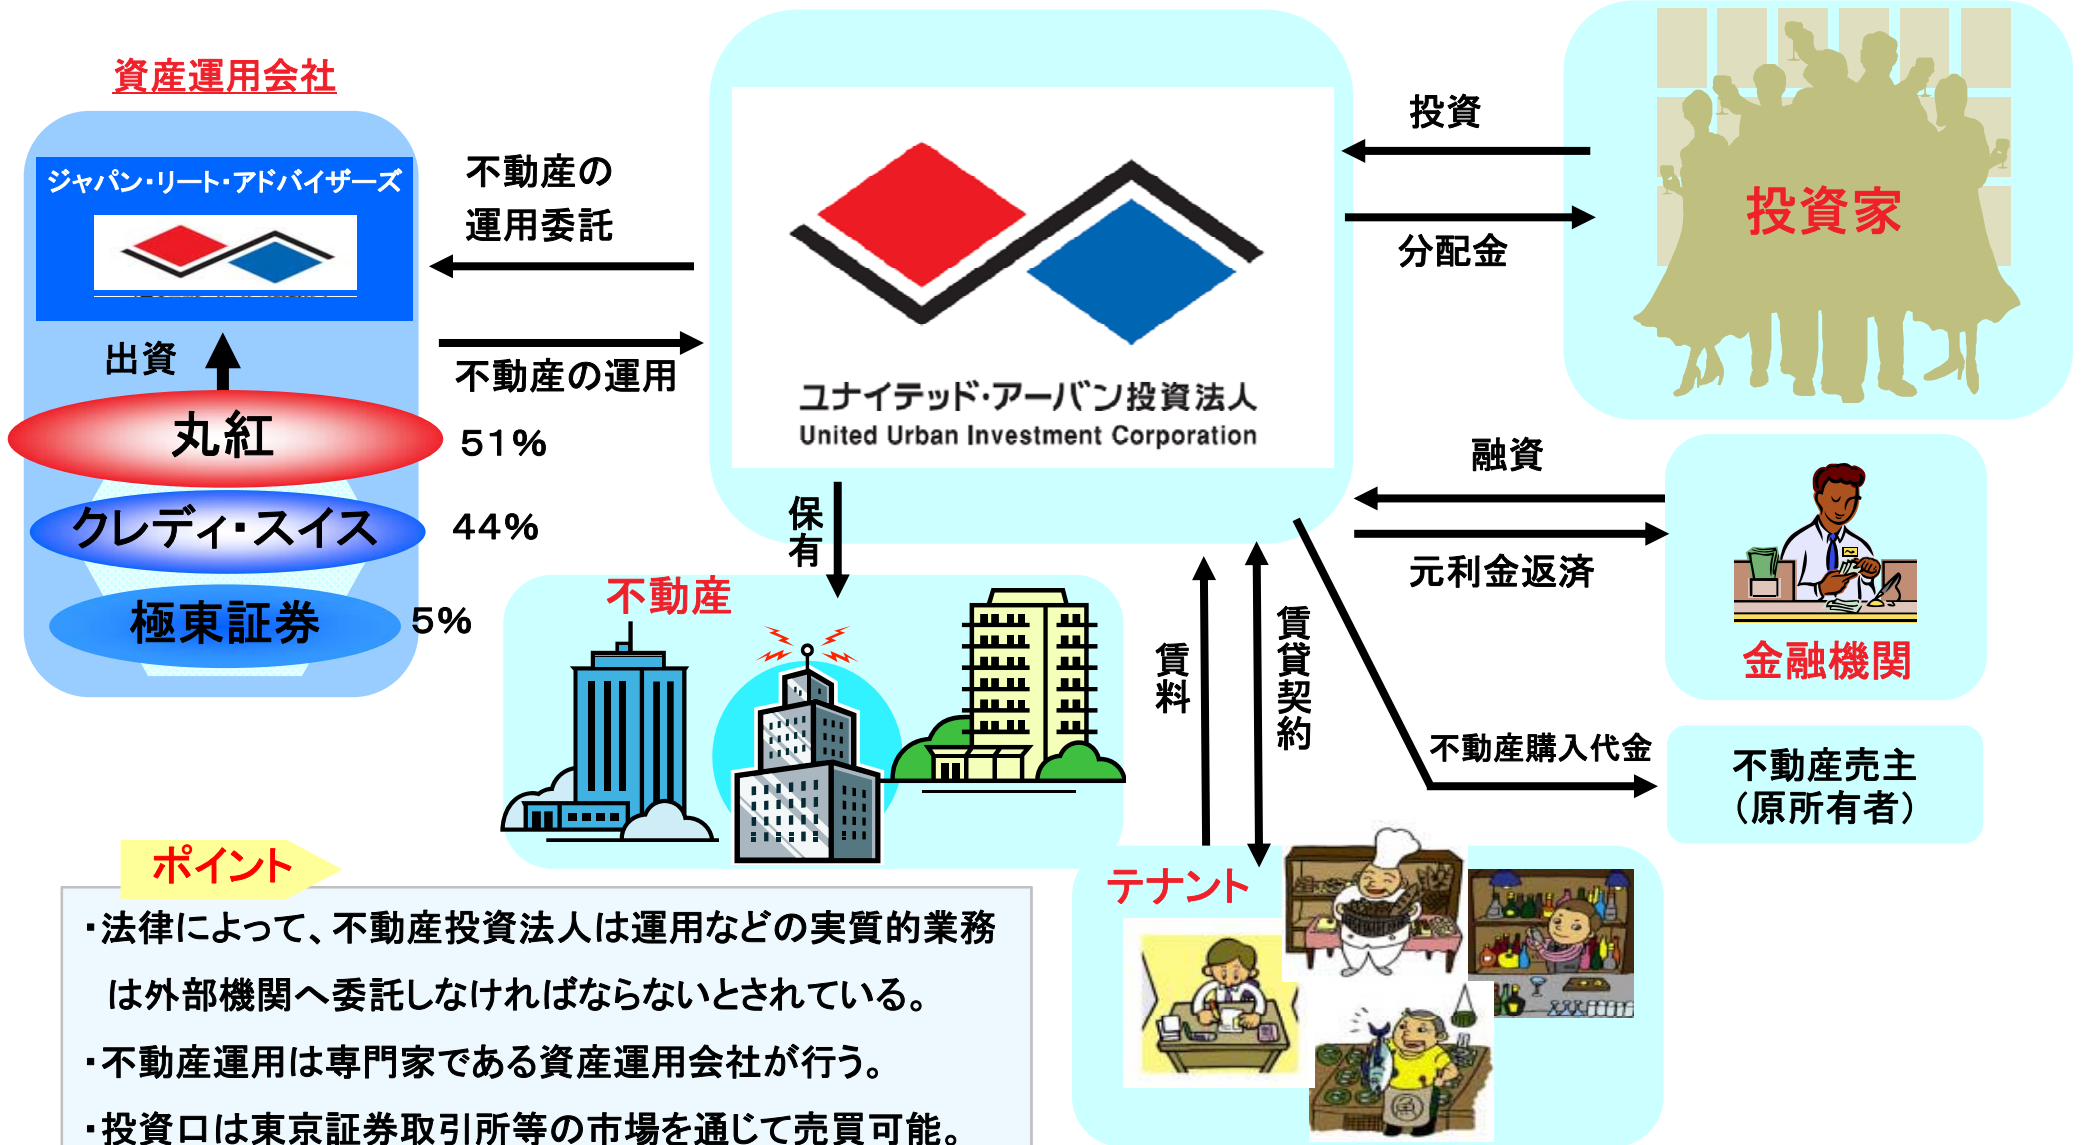 資産運用会社
ジャパン・リート・アドバイザーズ
出資
丸紅
51%
クレディ・スイス
44%
極東証券
5%
不動産の
運用委託
不動産の運用
ユナイテッド・アーバン投資法人
United Urban Investment Corporation
投資
分配金
投資家
融資
元利金返済
金融機関
保有
不動産
賃料
賃貸契約
不動産購入代金
不動産売主
(原所有者)
テナント
ポイント
・法律によって、不動産投資法人は運用などの実質的業務
は外部機関へ委託しなければならないとされている。
・不動産運用は専門家である資産運用会社が行う。
・投資口は東京証券取引所等の市場を通じて売買可能。